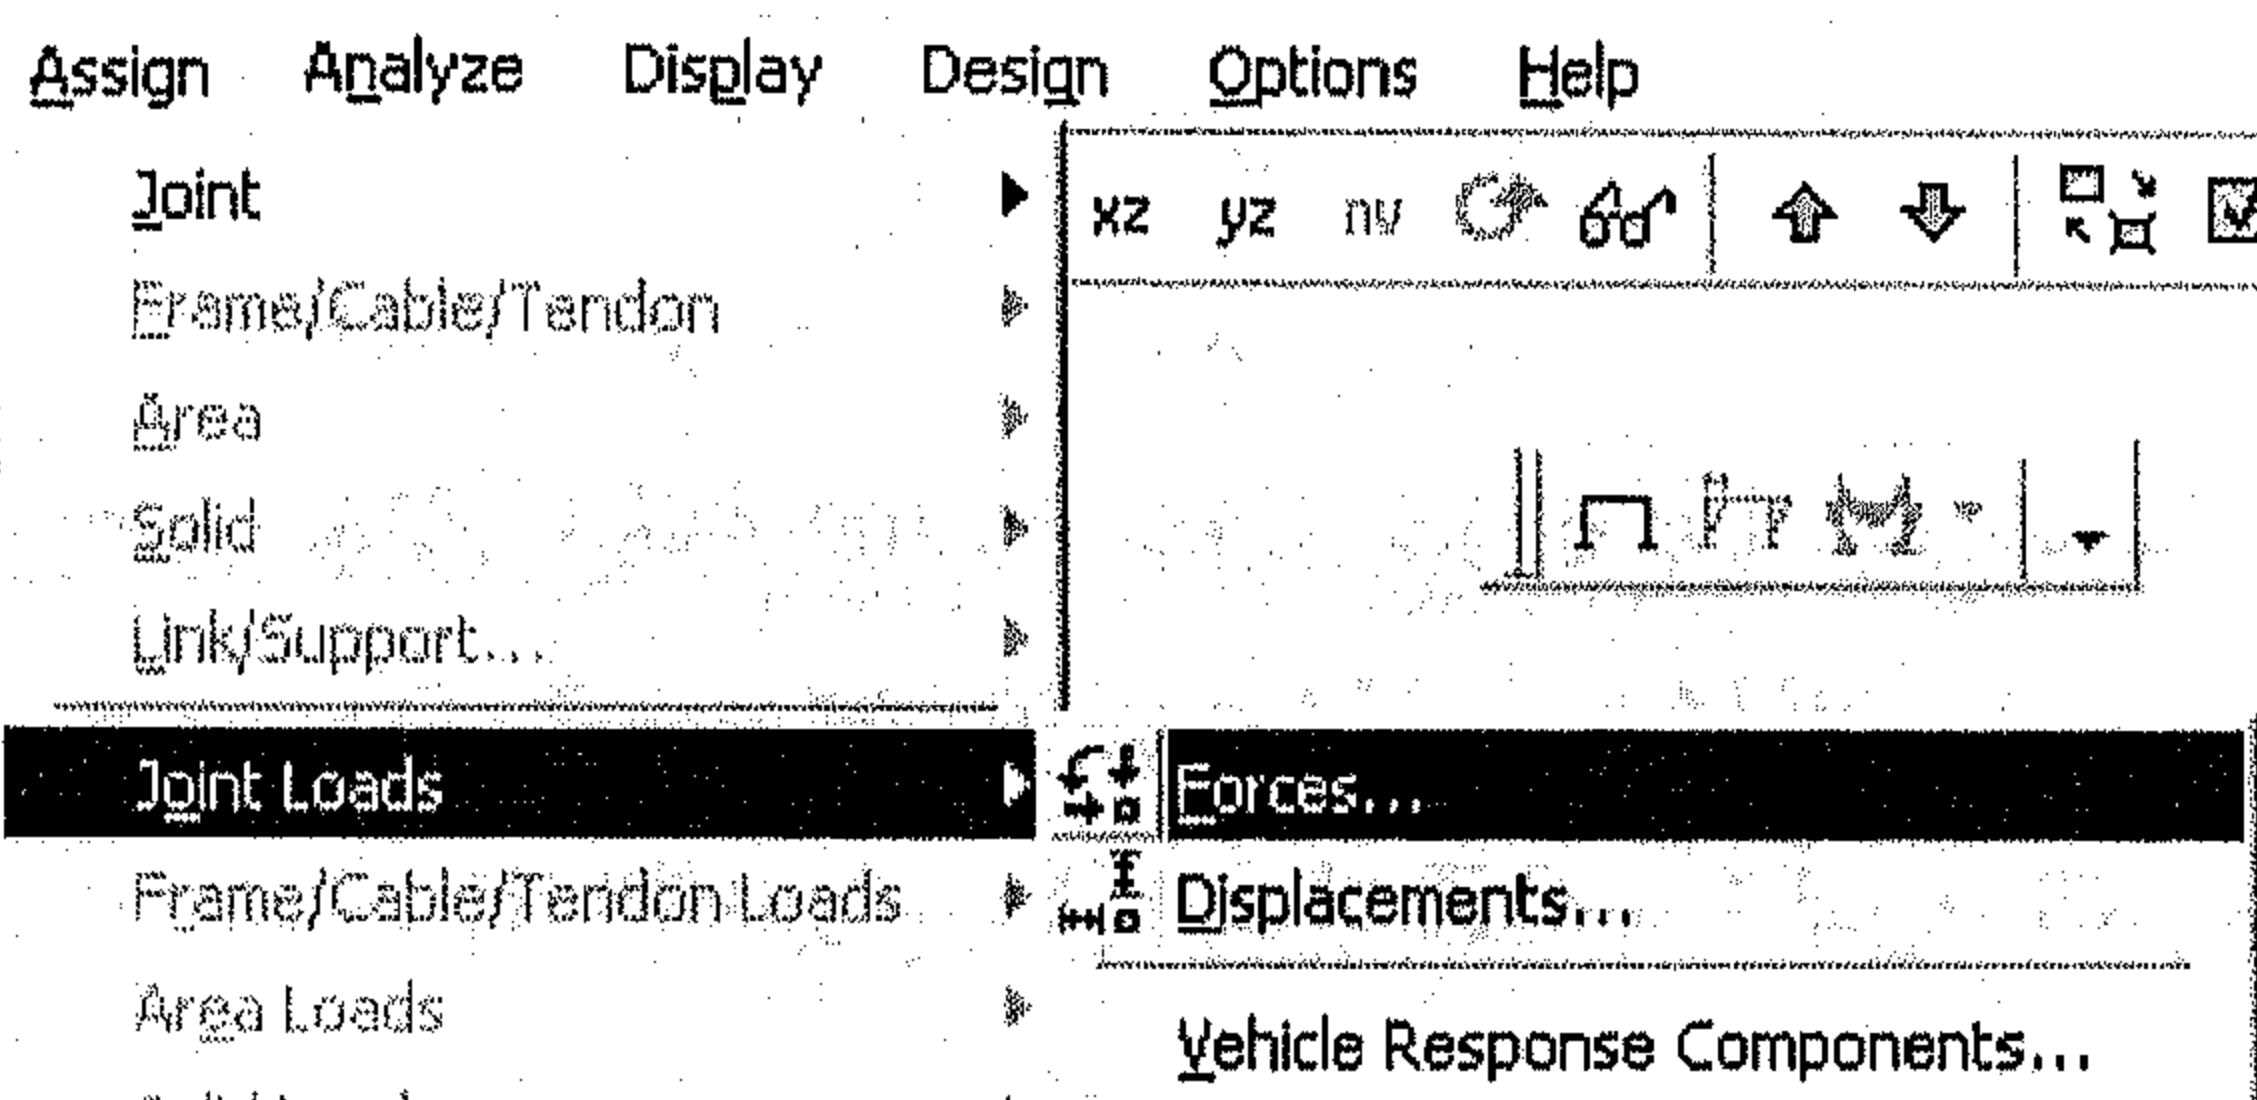 Assign Analyze Display Design Options Help
Joint
xz yz nv
Frame/Cable/Tendon
Area
Solid
Link/Support...
Joint Loads
Forces...
Frame/Cable/Tendon Loads
Displacements...
Area Loads
Vehicle Response Components...